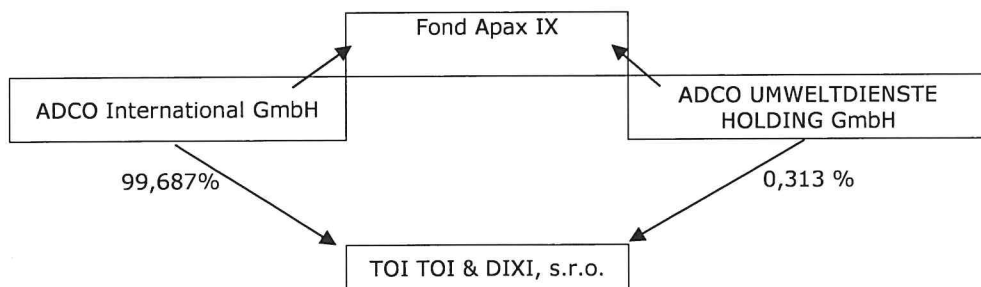 Fond Apax IX
ADCO International GmbH
ADCO UMWELTDIENSTE
HOLDING GmbH
99,687%
0,313 %
TOI TOI & DIXI, s.r.o.